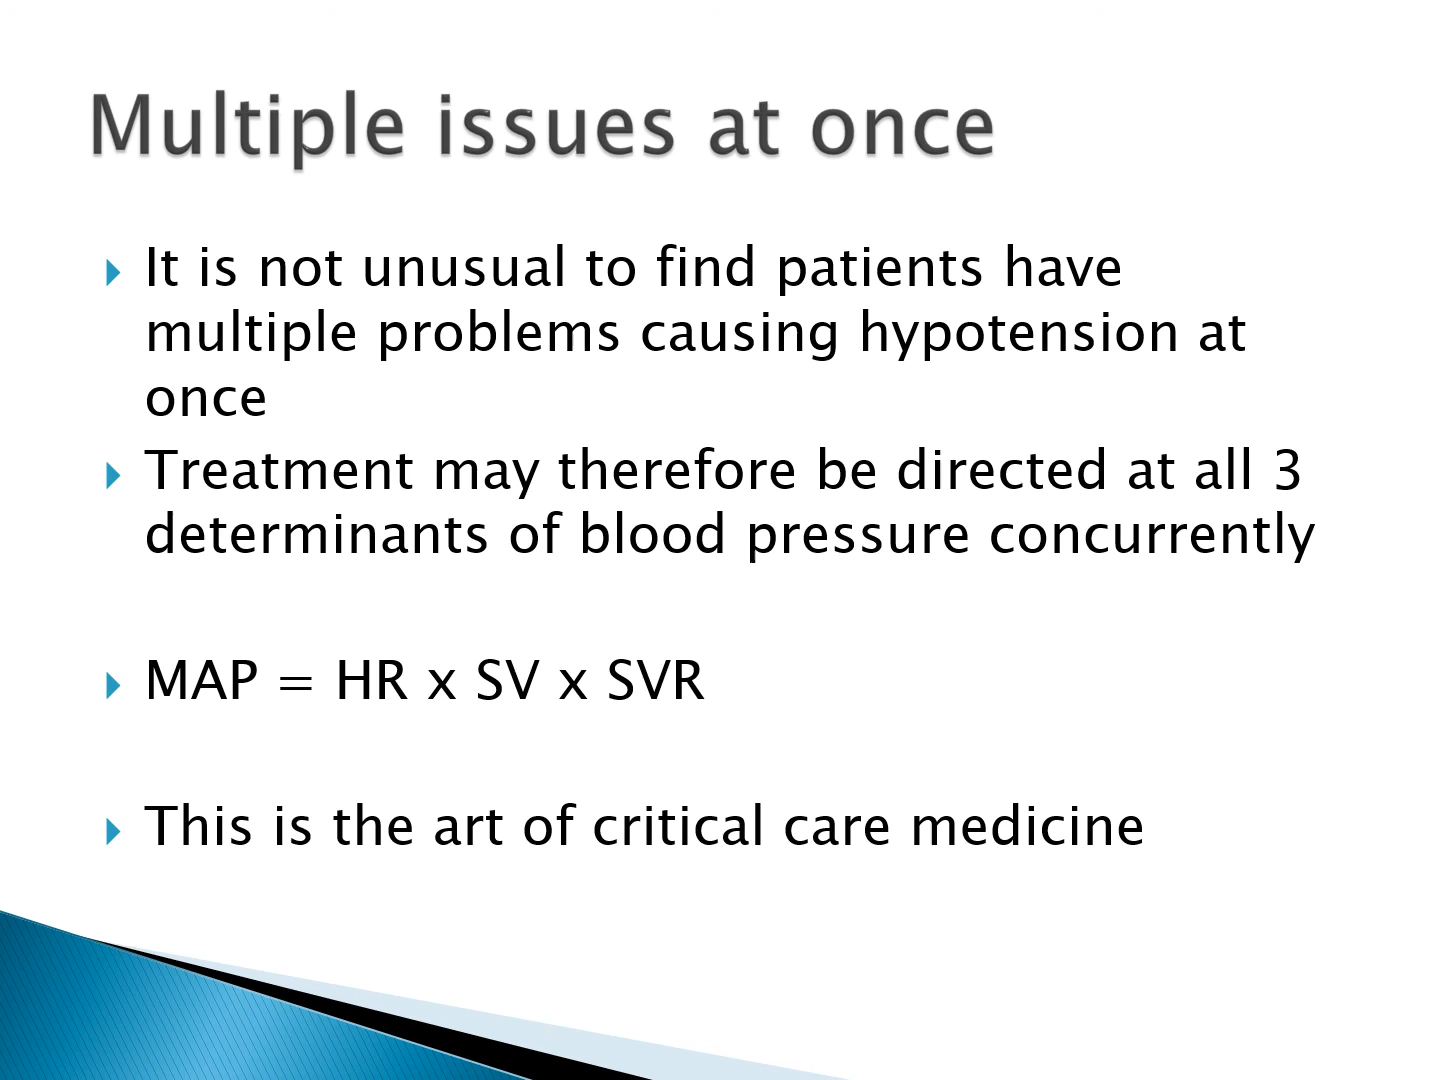 Multiple issues at once
It is not unusual to find patients have
multiple problems causing hypotension at
once
Treatment may therefore be directed at all 3
determinants of blood pressure concurrently
MAP = HR x SV x SVR
This is the art of critical care medicine